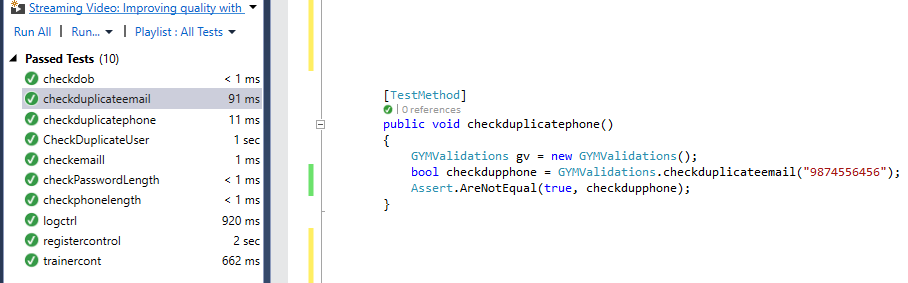 Streaming Video: Improving quality with
Run All | Run... | Playlist : All Tests
Passed Tests (10)
checkdob < 1 ms
checkduplicateemail 91 ms
checkduplicatephone 11 ms
CheckDuplicateUser 1 sec
checkemaill 1 ms
checkPasswordLength < 1 ms
checkphonelength < 1 ms
logctrl 920 ms
registercontrol 2 sec
trainercont 662 ms
[TestMethod]
| 0 references
public void checkduplicatephone()
{
GYMValidations gv = new GYMValidations();
bool checkdupphone = GYMValidations.checkduplicateemail("9874556456");
Assert.AreNotEqual(true, checkdupphone);
}